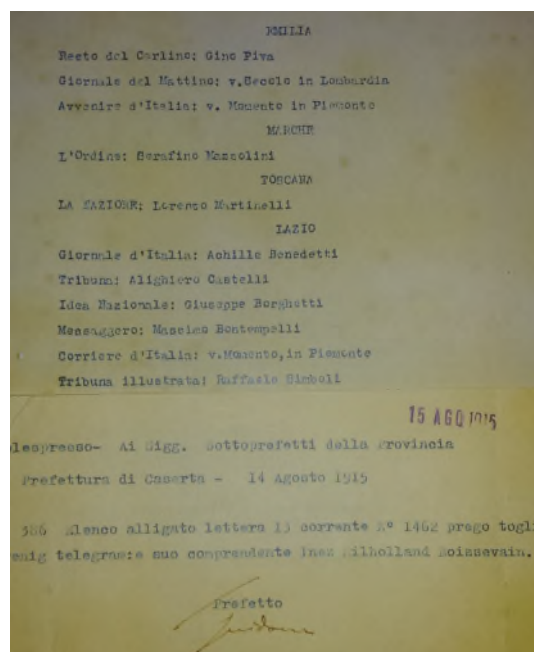 EMILIA
Resto del Carlino: Gino Piva
Giornale del Mattino: v.Secolo in Lombardia
Avvenire d'Italia: v. Momento in Piemonte
MARCHE
L'Ordine: Serafino Mazzolini
TOSCANA
LA NAZIONE: Lorenzo Martinelli
LAZIO
Giornale d'Italia: Achille Benedetti
Tribuna: Alighiero Castelli
Idea Nazionale: Giuseppe Borghetti
Messaggero: Massimo Bontempelli
Corriere d'Italia: v.Momento,in Piemonte
Tribuna illustrata: Raffaele Simboli
15 AGO 1915
lespresso- Ai Sigg. Sottoprefetti della Provincia
Prefettura di Caserta - 14 Agosto 1915
386 Elenco alligato lettera 13 corrente N° 1462 prego togli
suo comprendente Inez Milholland Boissevain.
Prefetto